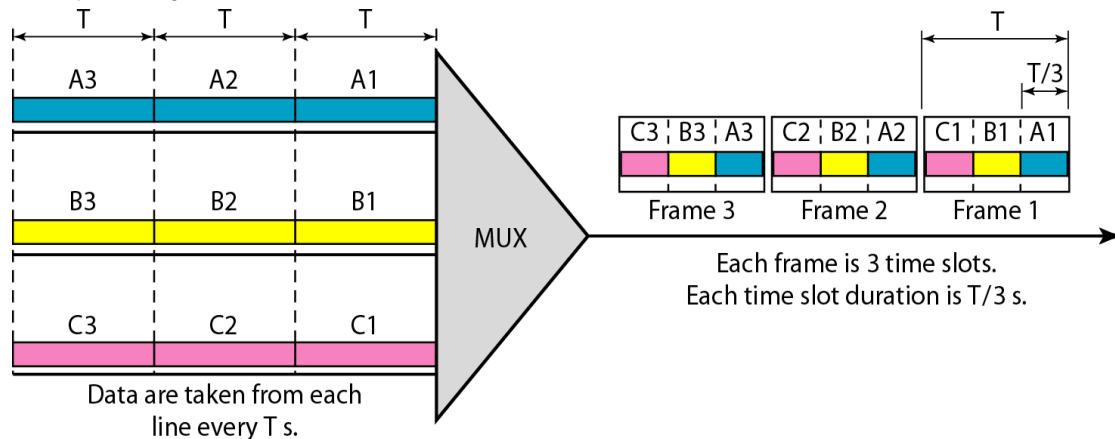 T T T
A3 A2 A1
B3 B2 B1
C3 C2 C1
Data are taken from each
line every T s.
MUX
T
T/3
C3 B3 A3 C2 B2 A2 C1 B1 A1
Frame 3 Frame 2 Frame 1
Each frame is 3 time slots.
Each time slot duration is T/3 s.